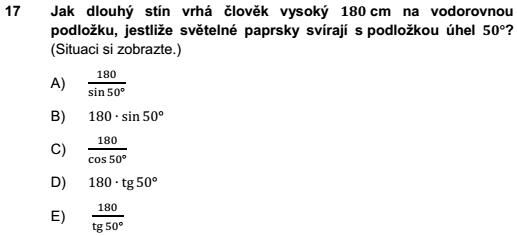 17 Jak dlouhý stín vrhá člověk vysoký 180 cm na vodorovnou
podložku, jestliže světelné paprsky svírají s podložkou úhel 50°?
(Situaci si zobrazte.)
A) 180/sin 50°
B) 180 · sin 50°
C) 180/cos 50°
D) 180 · tg 50°
E) 180/tg 50°